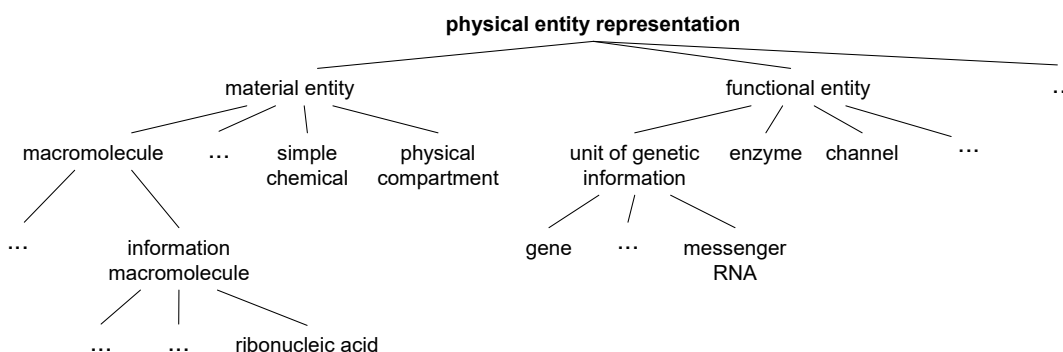 physical entity representation
material entity
functional entity
...
macromolecule
...
simple
chemical
physical
compartment
unit of genetic
information
enzyme
channel
...
...
information
macromolecule
gene
...
messenger
RNA
...
...
ribonucleic acid